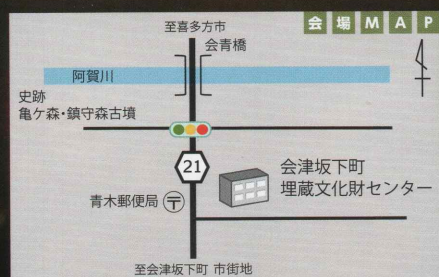 会場MAP
至喜多方市
会青橋
阿賀川
史跡
亀ケ森・鎮守森古墳
21
会津坂下町
埋蔵文化財センター
青木郵便局
至会津坂下町 市街地